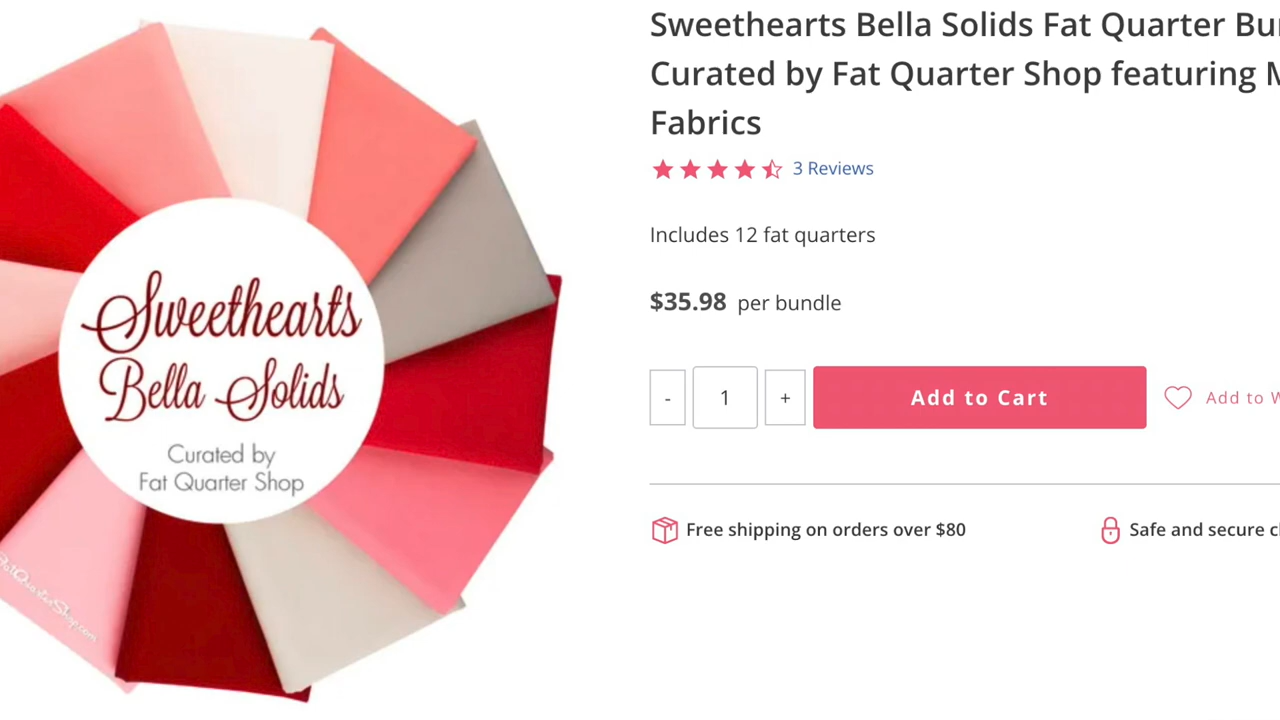 Sweethearts Bella Solids Fat Quarter
Curated by Fat Quarter Shop featuring
Fabrics
3 Reviews
Includes 12 fat quarters
$35.98 per bundle
- 1 + Add to Cart Add to
Free shipping on orders over $80
Safe and secure
Sweethearts
Bella Solids
Curated by
Fat Quarter Shop
FatQuarterShop.com